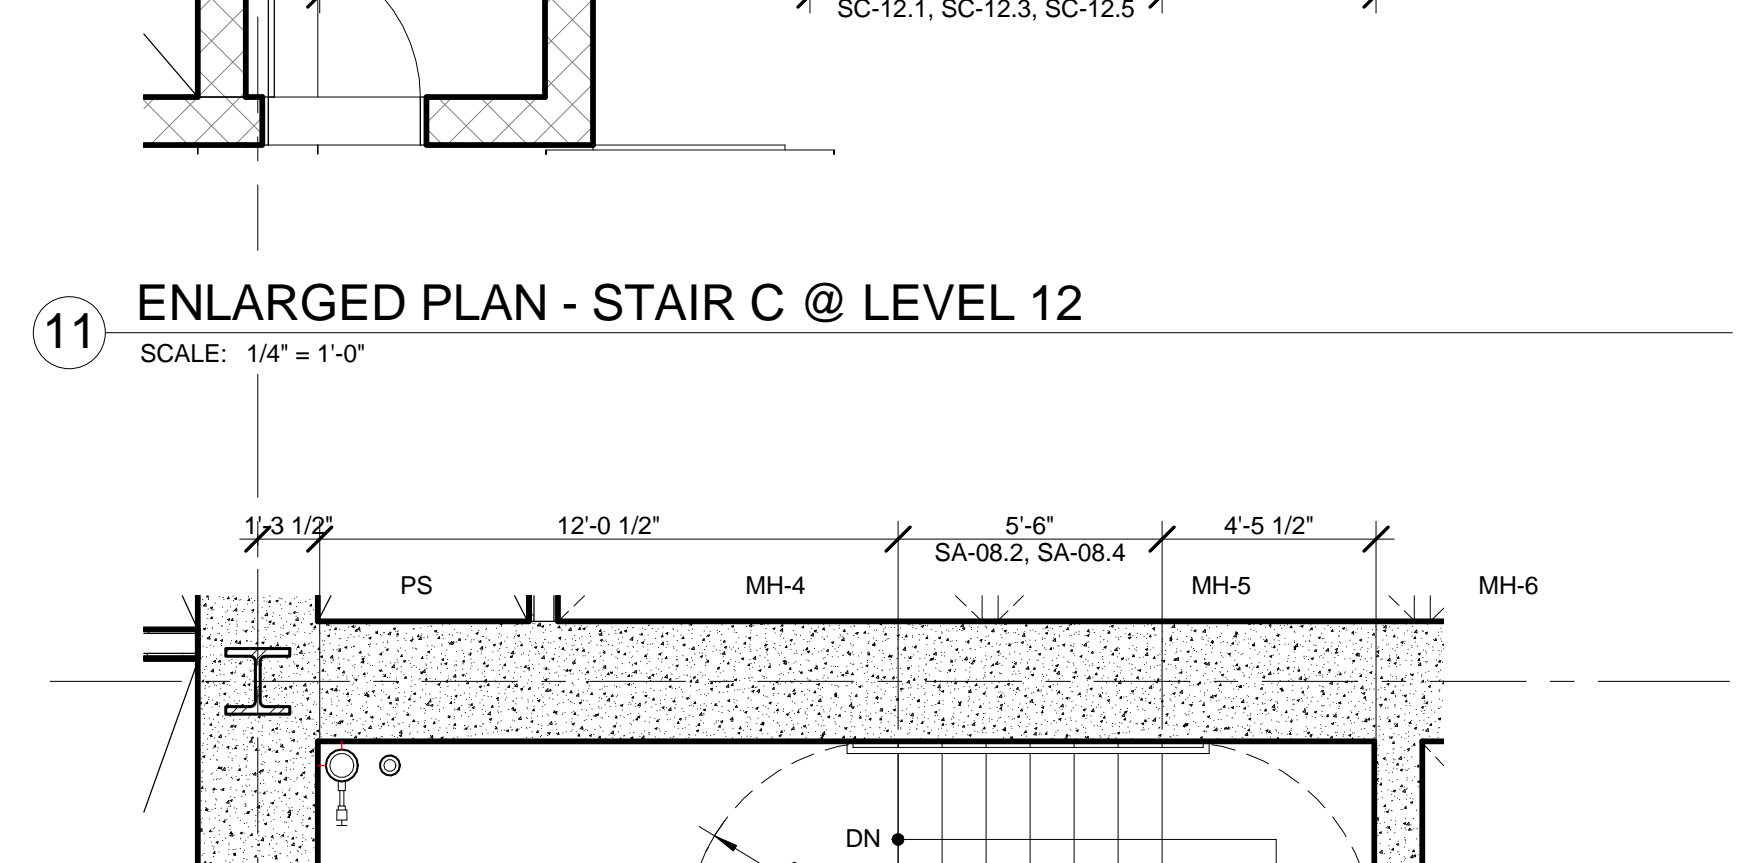 SC-12.1, SC-12.3, SC-12.5
11
ENLARGED PLAN - STAIR C @ LEVEL 12
SCALE: 1/4" = 1'-0"
1'-3 1/2" 12'-0 1/2" 5'-6" 4'-5 1/2"
SA-08.2, SA-08.4
PS MH-4 MH-5 MH-6
DN